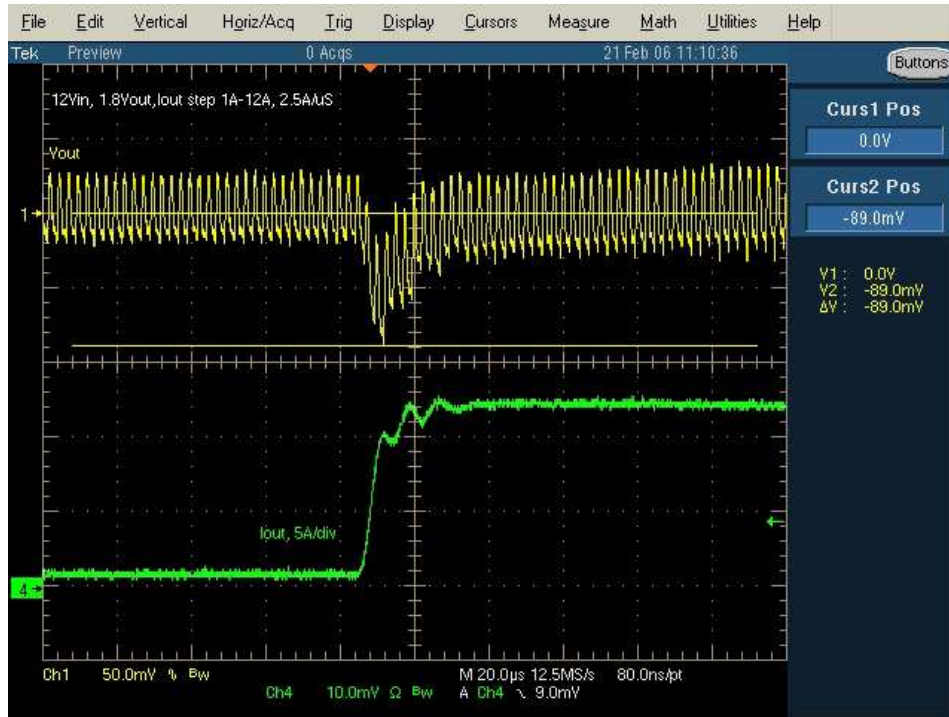 File Edit Vertical Horiz/Acq Trig Display Cursors Measure Math Utilities Help
Tek Preview 0 Acqs 21 Feb 06 11:10:36
Buttons
12Vin, 1.8Vout,Iout step 1A-12A, 2.5A/uS
Curs1 Pos
0.0V
Vout
Curs2 Pos
-89.0mV
1
V1 : 0.0V
V2 : -89.0mV
ΔV : -89.0mV
Iout, 5A/div
4
Ch1 50.0mV ∿ Bw M 20.0µs 12.5MS/s 80.0ns/pt
Ch4 10.0mV Ω Bw A Ch4 ∖ 9.0mV